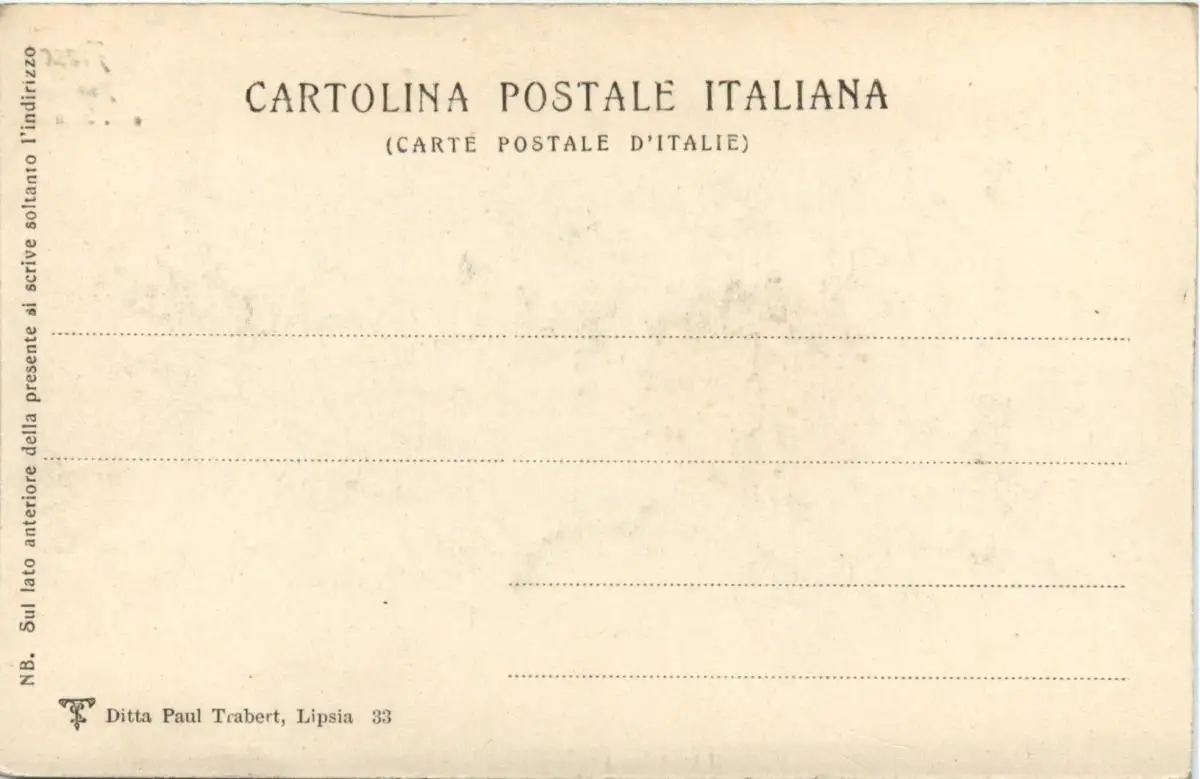 CARTOLINA POSTALE ITALIANA
(CARTE POSTALE D'ITALIE)
NB. Sul lato anteriore della presente si scrive soltanto l'indirizzo
Ditta Paul Trabert, Lipsia 33